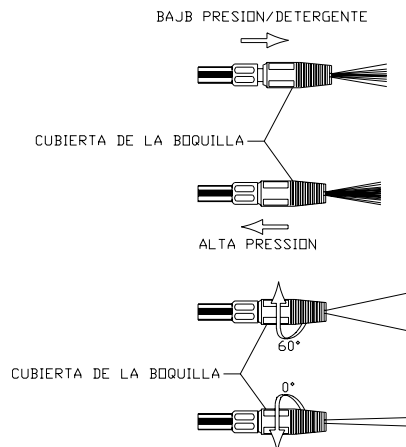 BAJB PRESION/DETERGENTE
CUBIERTA DE LA BOQUILLA
ALTA PRESSION
60°
CUBIERTA DE LA BOQUILLA
0°